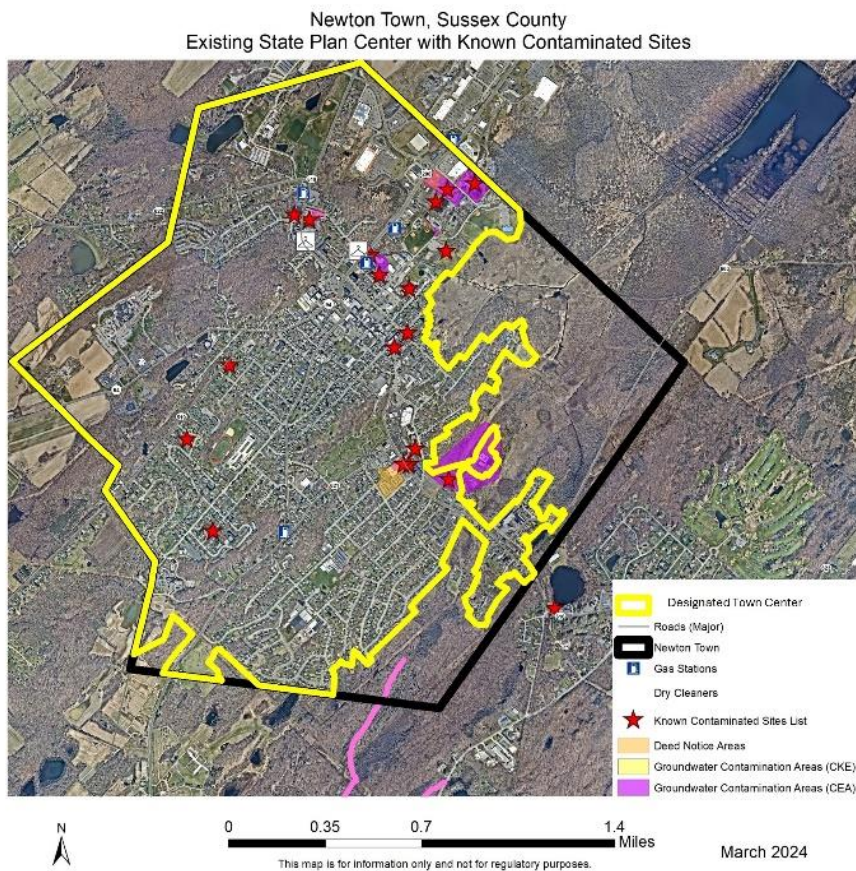 Newton Town, Sussex County
Existing State Plan Center with Known Contaminated Sites
Designated Town Center
Roads (Major)
Newton Town
Gas Stations
Dry Cleaners
Known Contaminated Sites List
Deed Notice Areas
Groundwater Contamination Areas (CKE)
Groundwater Contamination Areas (CEA)
N
0 0.35 0.7 1.4
Miles
This map is for information only and not for regulatory purposes.
March 2024